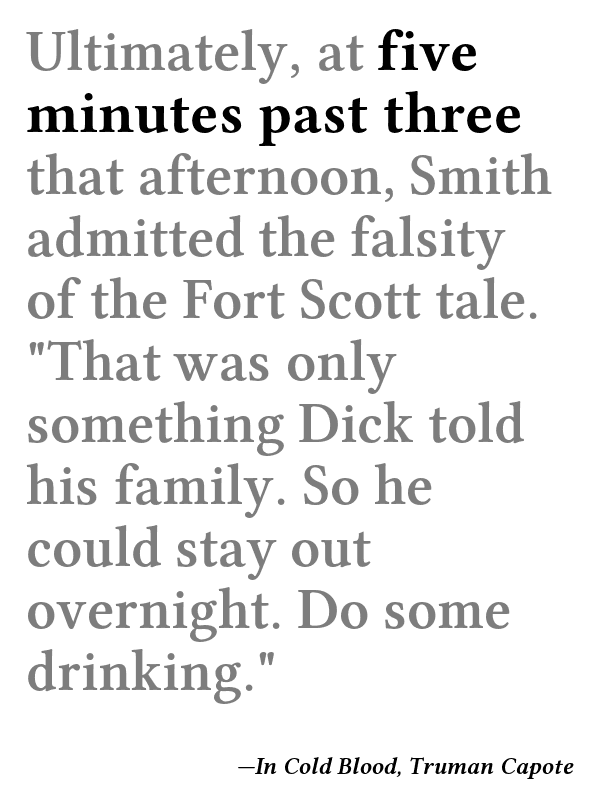 Ultimately, at five
minutes past three
that afternoon, Smith
admitted the falsity
of the Fort Scott tale.
"That was only
something Dick told
his family. So he
could stay out
overnight. Do some
drinking."
—In Cold Blood, Truman Capote